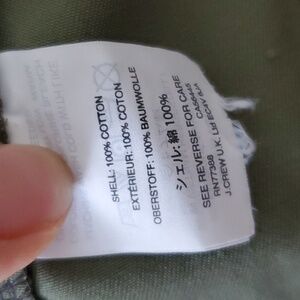 SHELL: 100% COTTON
EXTÉRIEUR: 100% COTON
OBERSTOFF: 100% BAUMWOLLE
シェル: 綿 100%
SEE REVERSE FOR CARE
RN77388
J.CREW U.K. Ltd EC4V 6JA